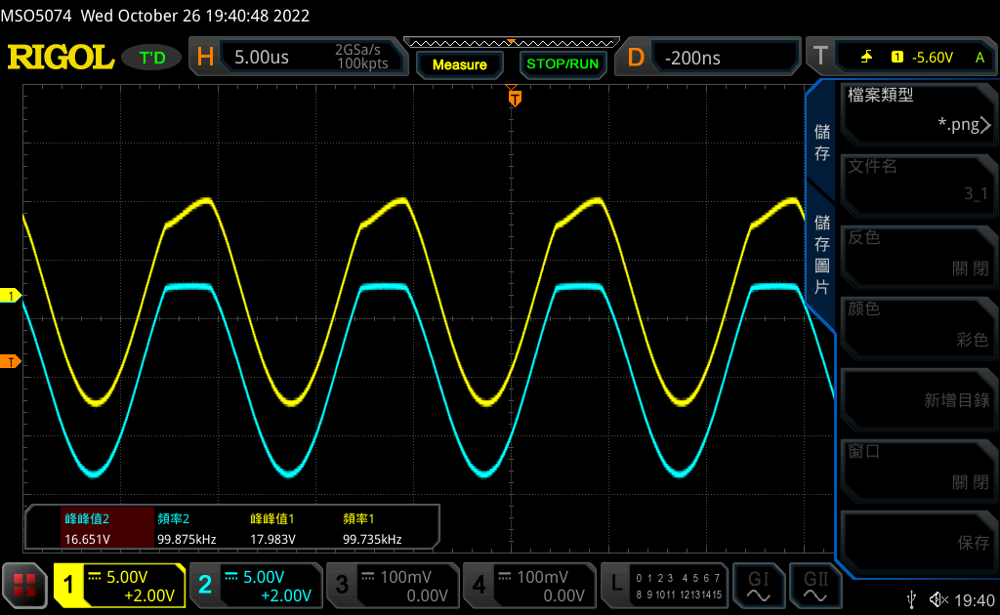 MSO5074 Wed October 26 19:40:48 2022
RIGOL T'D H 5.00us 2GSa/s 100kpts Measure STOP/RUN D -200ns T 1 -5.60V A
T
儲存
儲存圖片
檔案類型
*.png
文件名
3_1
反色
關閉
颜色
彩色
新增目錄
窗口
關閉
保存
1
T
峰峰值2 頻率2 峰峰值1 頻率1
16.651V 99.875kHz 17.983V 99.735kHz
1 5.00V +2.00V
2 5.00V +2.00V
3 100mV 0.00V
4 100mV 0.00V
L 0 1 2 3 4 5 6 7
8 9 10 11 12 13 14 15
GI GII
19:40